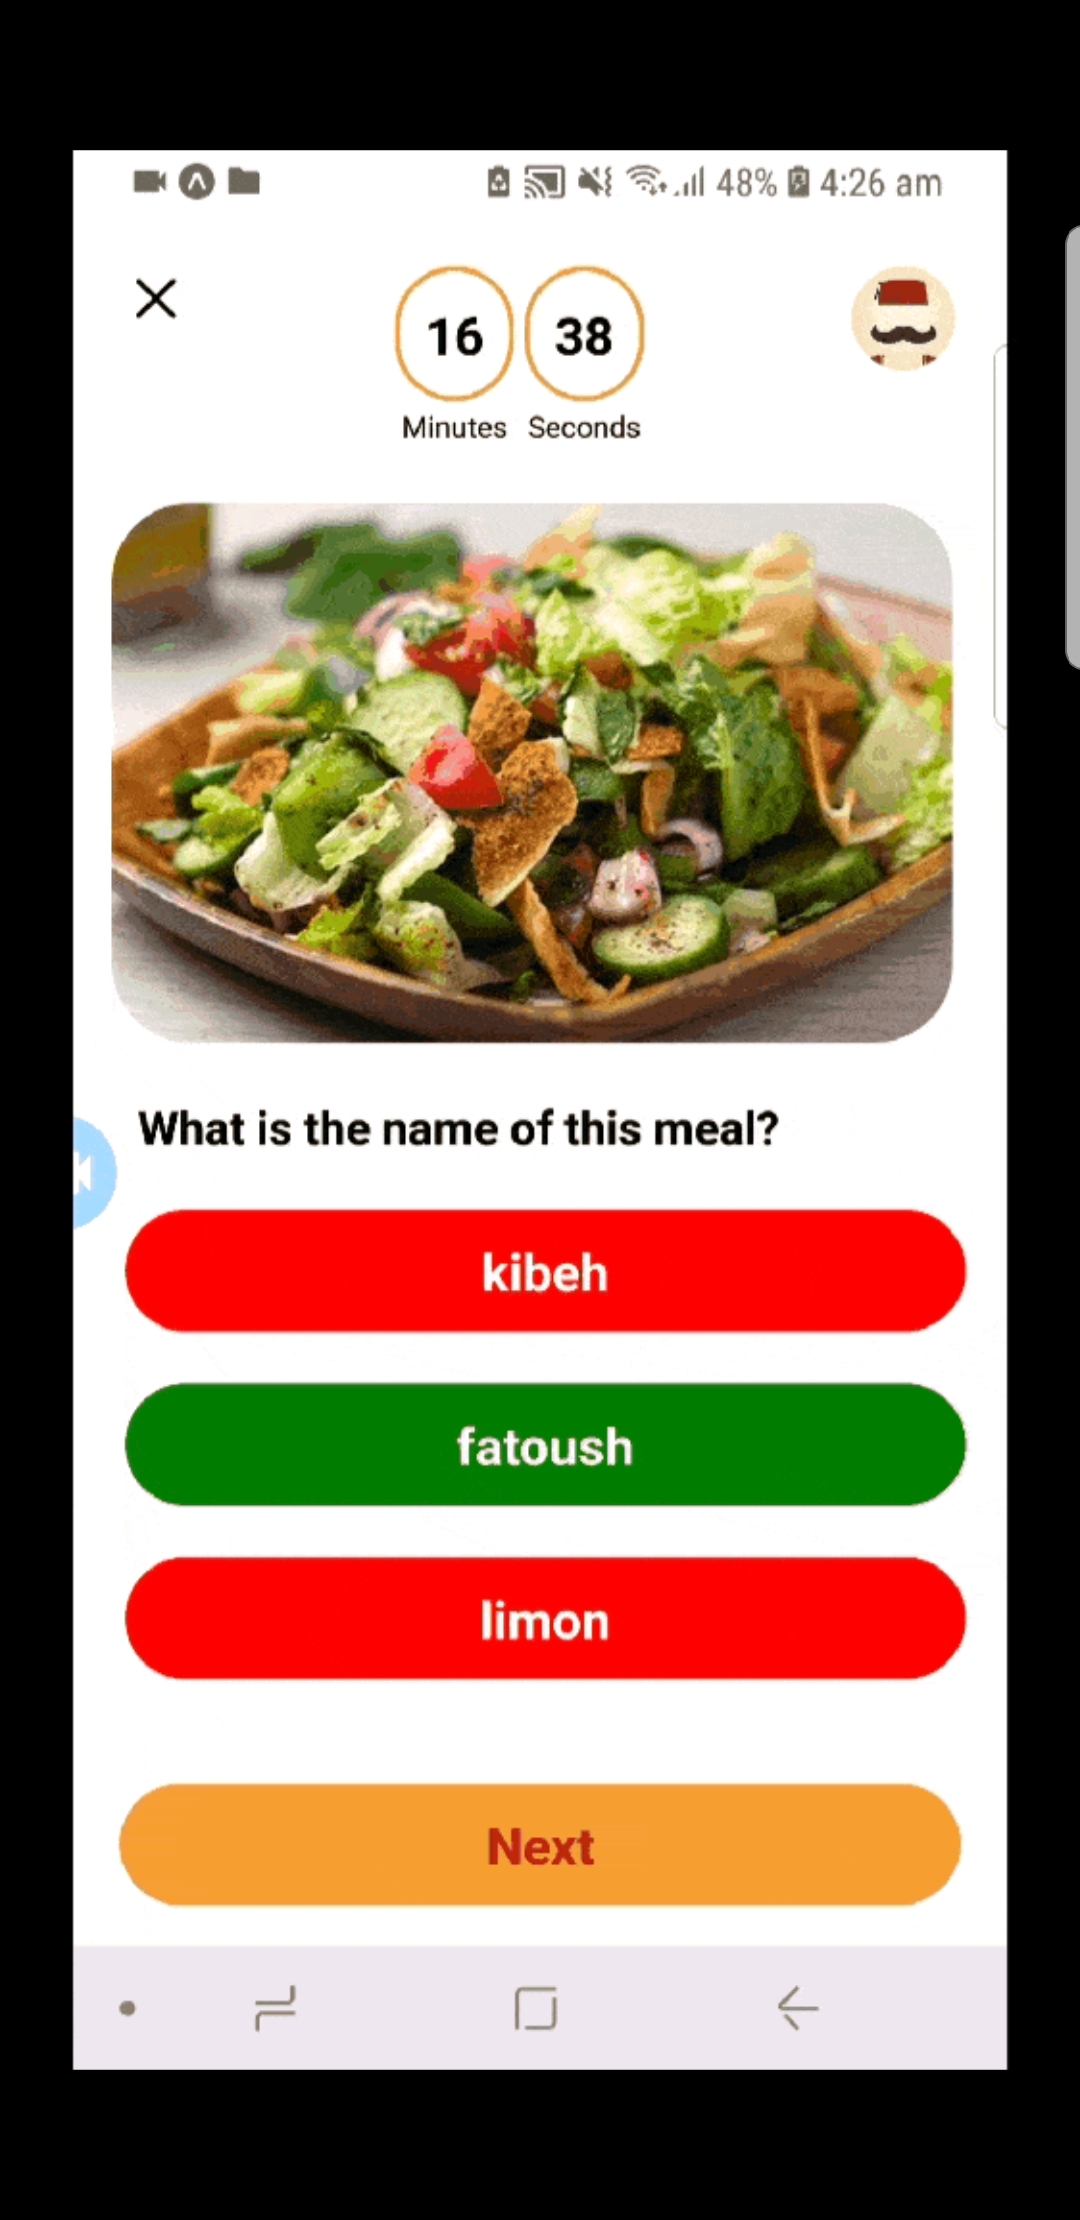 48% 4:26 am
16 38
Minutes Seconds
What is the name of this meal?
kibeh
fatoush
limon
Next